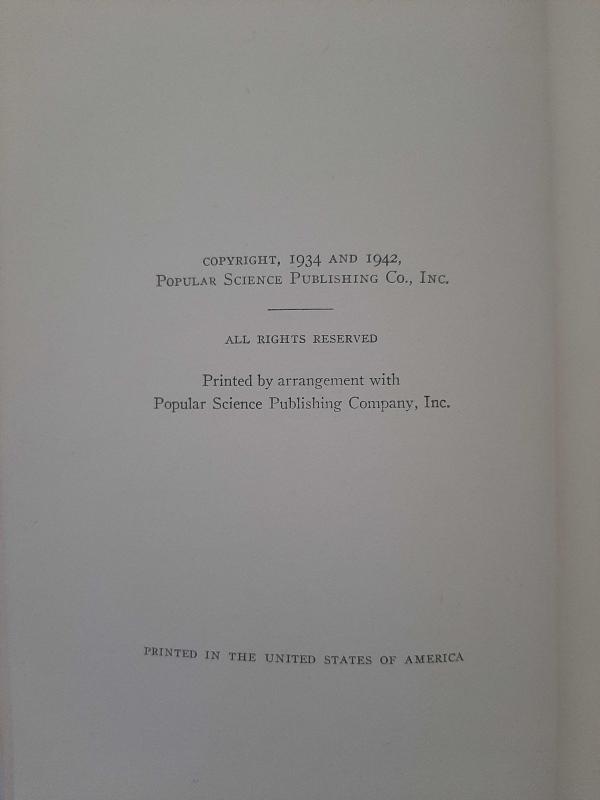 COPYRIGHT, 1934 AND 1942,
POPULAR SCIENCE PUBLISHING CO., INC.
ALL RIGHTS RESERVED
Printed by arrangement with
Popular Science Publishing Company, Inc.
PRINTED IN THE UNITED STATES OF AMERICA